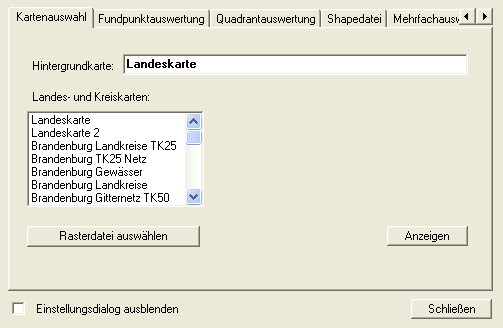 Kartenauswahl Fundpunktauswertung Quadrantauswertung Shapedatei
Hintergrundkarte: Landeskarte
Landes- und Kreiskarten:
Landeskarte
Landeskarte 2
Brandenburg Landkreise TK25
Brandenburg TK25 Netz
Brandenburg Gewässer
Brandenburg Landkreise
Brandenburg Gitternetz TK50
Rasterdatei auswählen Anzeigen
Einstellungsdialog ausblenden Schließen